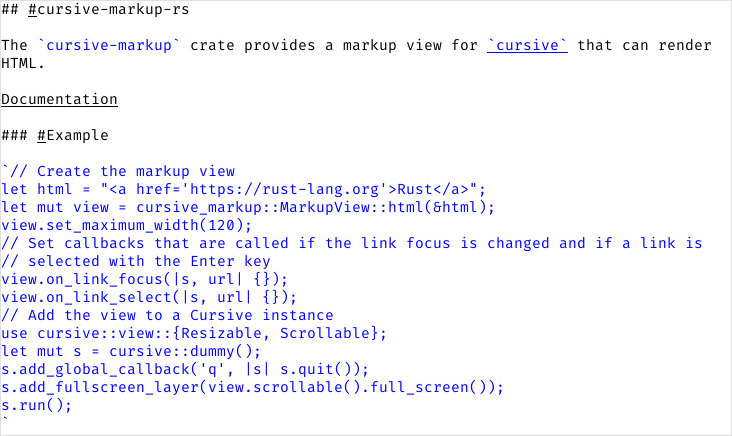 ## #cursive-markup-rs
The `cursive-markup` crate provides a markup view for `cursive` that can render
HTML.
Documentation
### #Example
`// Create the markup view
let html = "<a href='https://rust-lang.org'>Rust</a>";
let mut view = cursive_markup::MarkupView::html(&html);
view.set_maximum_width(120);
// Set callbacks that are called if the link focus is changed and if a link is
// selected with the Enter key
view.on_link_focus(|s, url| {});
view.on_link_select(|s, url| {});
// Add the view to a Cursive instance
use cursive::view::{Resizable, Scrollable};
let mut s = cursive::dummy();
s.add_global_callback('q', |s| s.quit());
s.add_fullscreen_layer(view.scrollable().full_screen());
s.run();
`